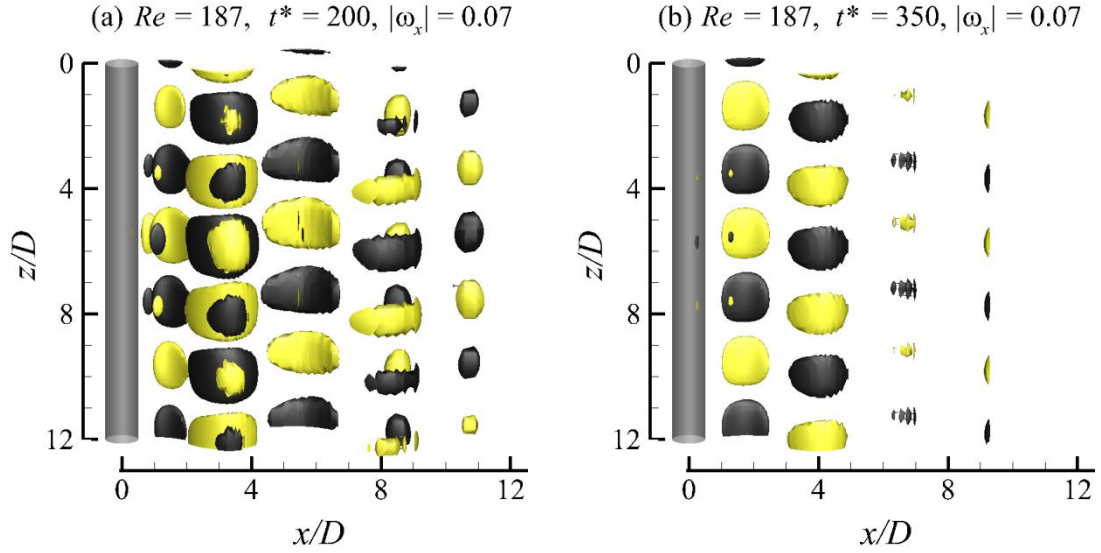 (a) Re = 187, t* = 200, |ωₓ| = 0.07
0
4
8
12
z/D
0 4 8 12
x/D
(b) Re = 187, t* = 350, |ωₓ| = 0.07
0
4
8
12
z/D
0 4 8 12
x/D